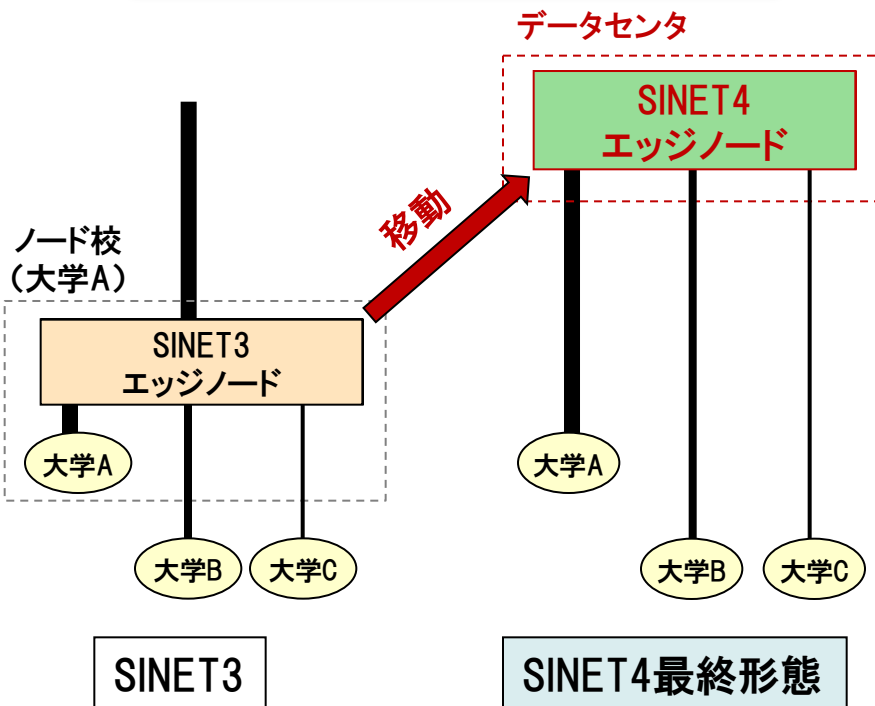 データセンタ
SINET4
エッジノード
移動
ノード校
(大学A)
SINET3
エッジノード
大学A
大学B
大学C
大学A
大学B
大学C
SINET3
SINET4最終形態